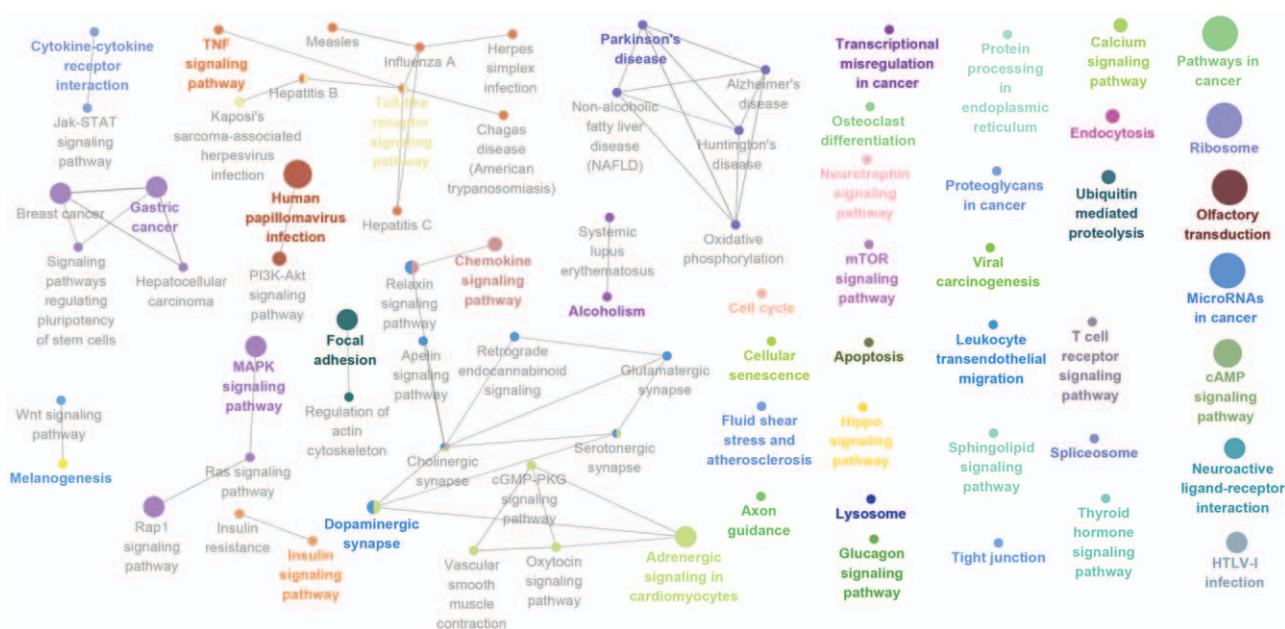 Cytokine-cytokine
receptor interaction
Jak-STAT
signaling pathway
TNF
signaling pathway
Measles
Influenza A
Herpes
simplex
infection
Hepatitis B
Kaposi's
sarcoma-associated
herpesvirus
infection
Toll-like
receptor
signaling pathway
Chagas
disease
(American
trypanosomiasis)
Hepatitis C
Parkinson's
disease
Alzheimer's
disease
Non-alcoholic
fatty liver
disease (NAFLD)
Huntington's
disease
Oxidative
phosphorylation
Breast cancer
Gastric
cancer
Signaling
pathways
regulating
pluripotency
of stem cells
Hepatocellular
carcinoma
Human
papillomavirus
infection
PI3K-Akt
signaling
pathway
Relaxin
signaling
pathway
Chemokine
signaling
pathway
Systemic
lupus
erythematosus
Alcoholism
Focal
adhesion
Regulation of
actin
cytoskeleton
MAPK
signaling
pathway
Ras signaling
pathway
Rap1
signaling
pathway
Wnt signaling
pathway
Melanogenesis
Insulin
resistance
Insulin
signaling
pathway
Apelin
signaling
pathway
Retrograde
endocannabinoid
signaling
Glutamatergic
synapse
Cholinergic
synapse
Serotonergic
synapse
cGMP-PKG
signaling
pathway
Dopaminergic
synapse
Vascular
smooth
muscle
contraction
Oxytocin
signaling
pathway
Adrenergic
signaling in
cardiomyocytes
Cell cycle
Cellular
senescence
Fluid shear
stress and
atherosclerosis
Axon
guidance
Transcriptional
misregulation
in cancer
Osteoclast
differentiation
Neurotrophin
signaling
pathway
mTOR
signaling
pathway
Apoptosis
Hippo
signaling
pathway
Lysosome
Glucagon
signaling
pathway
Protein
processing
in
endoplasmic
reticulum
Proteoglycans
in cancer
Viral
carcinogenesis
Leukocyte
transendothelial
migration
Sphingolipid
signaling
pathway
Tight junction
Calcium
signaling
pathway
Endocytosis
Ubiquitin
mediated
proteolysis
T cell
receptor
signaling
pathway
Spliceosome
Thyroid
hormone
signaling
pathway
Pathways in
cancer
Ribosome
Olfactory
transduction
MicroRNAs
in cancer
cAMP
signaling
pathway
Neuroactive
ligand-receptor
interaction
HTLV-I
infection